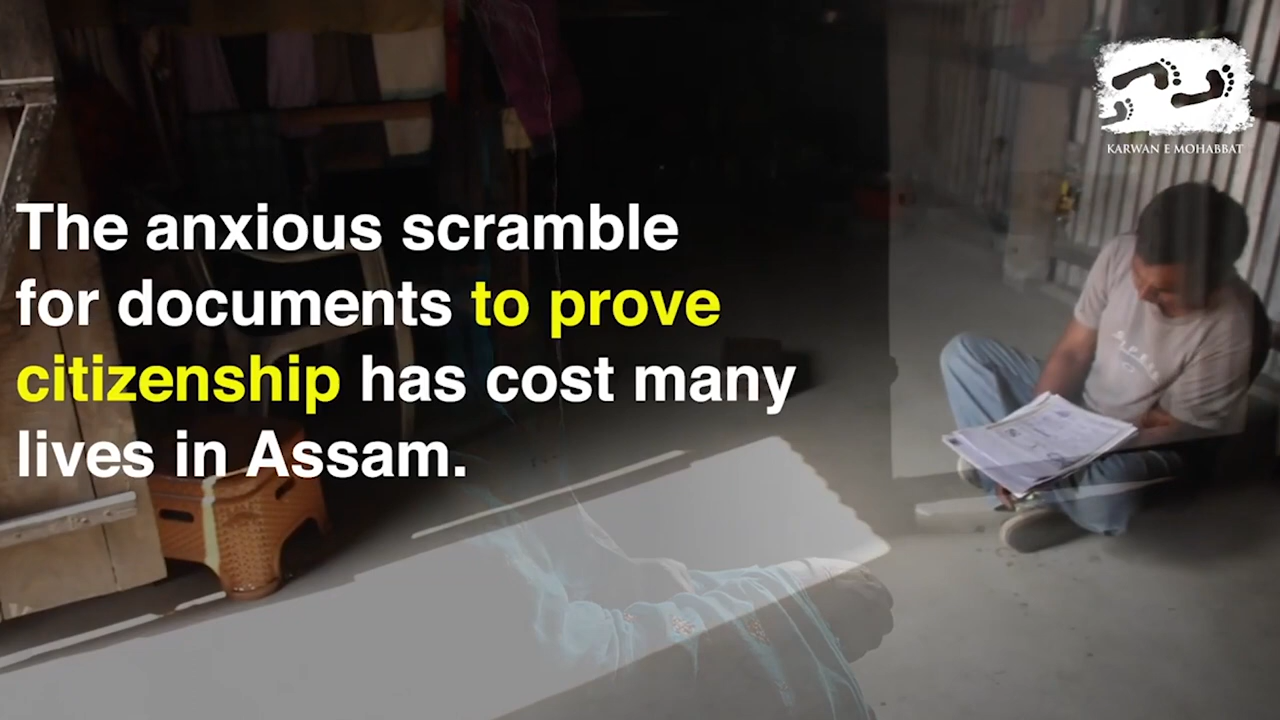 KARWAN E MOHABBAT
The anxious scramble
for documents to prove
citizenship has cost many
lives in Assam.